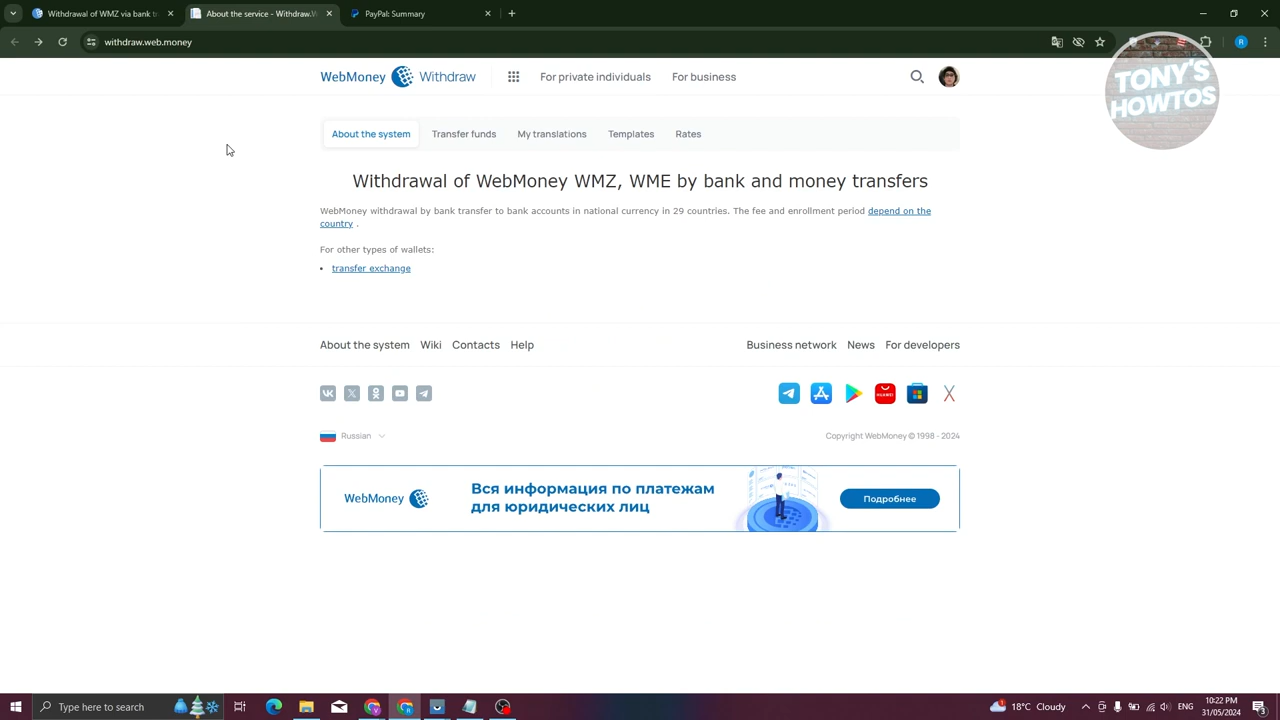 Withdrawal of WMZ via bank t
About the service - Withdraw.W
PayPal: Summary
withdraw.web.money
R
WebMoney Withdraw
For private individuals
For business
TONY'S
HOWTOS
About the system
Transfer funds
My translations
Templates
Rates
Withdrawal of WebMoney WMZ, WME by bank and money transfers
WebMoney withdrawal by bank transfer to bank accounts in national currency in 29 countries. The fee and enrollment period depend on the
country .
For other types of wallets:
• transfer exchange
About the system Wiki Contacts Help
Business network News For developers
HUAWEI
Russian
Copyright WebMoney © 1998 - 2024
WebMoney
Вся информация по платежам
для юридических лиц
Подробнее
Type here to search
18°C Cloudy
10:22 PM
31/05/2024
3